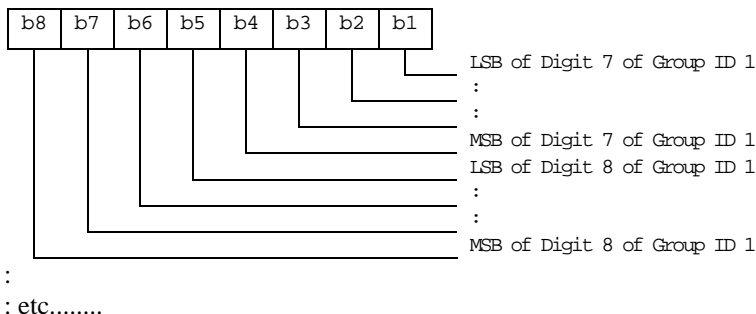 b8 b7 b6 b5 b4 b3 b2 b1
LSB of Digit 7 of Group ID 1
:
:
MSB of Digit 7 of Group ID 1
LSB of Digit 8 of Group ID 1
:
:
MSB of Digit 8 of Group ID 1
:
: etc........